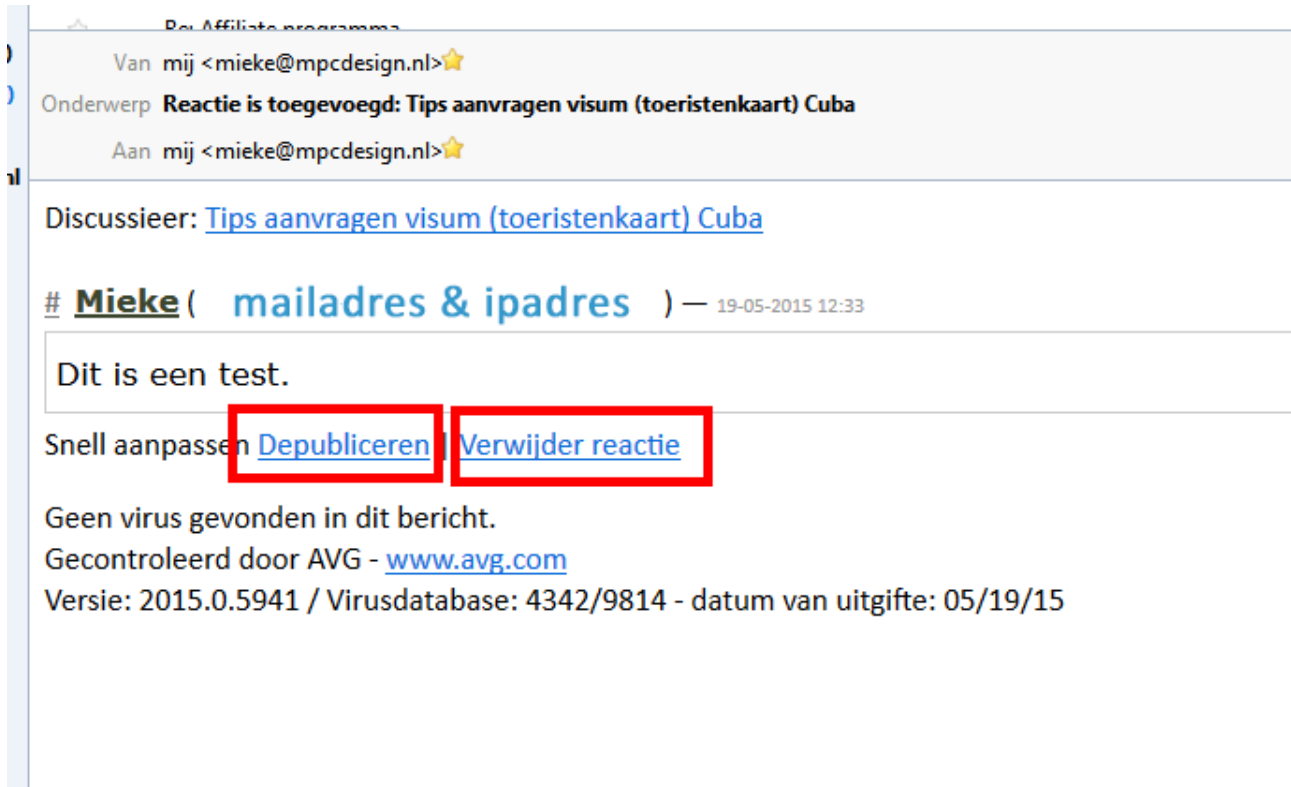 Re: Affiliate programma
Van mij <mieke@mpcdesign.nl>
Onderwerp Reactie is toegevoegd: Tips aanvragen visum (toeristenkaart) Cuba
Aan mij <mieke@mpcdesign.nl>
nl
Discussieer: Tips aanvragen visum (toeristenkaart) Cuba
# Mieke ( mailadres & ipadres ) — 19-05-2015 12:33
Dit is een test.
Snell aanpassen Depubliceren | Verwijder reactie
Geen virus gevonden in dit bericht.
Gecontroleerd door AVG - www.avg.com
Versie: 2015.0.5941 / Virusdatabase: 4342/9814 - datum van uitgifte: 05/19/15